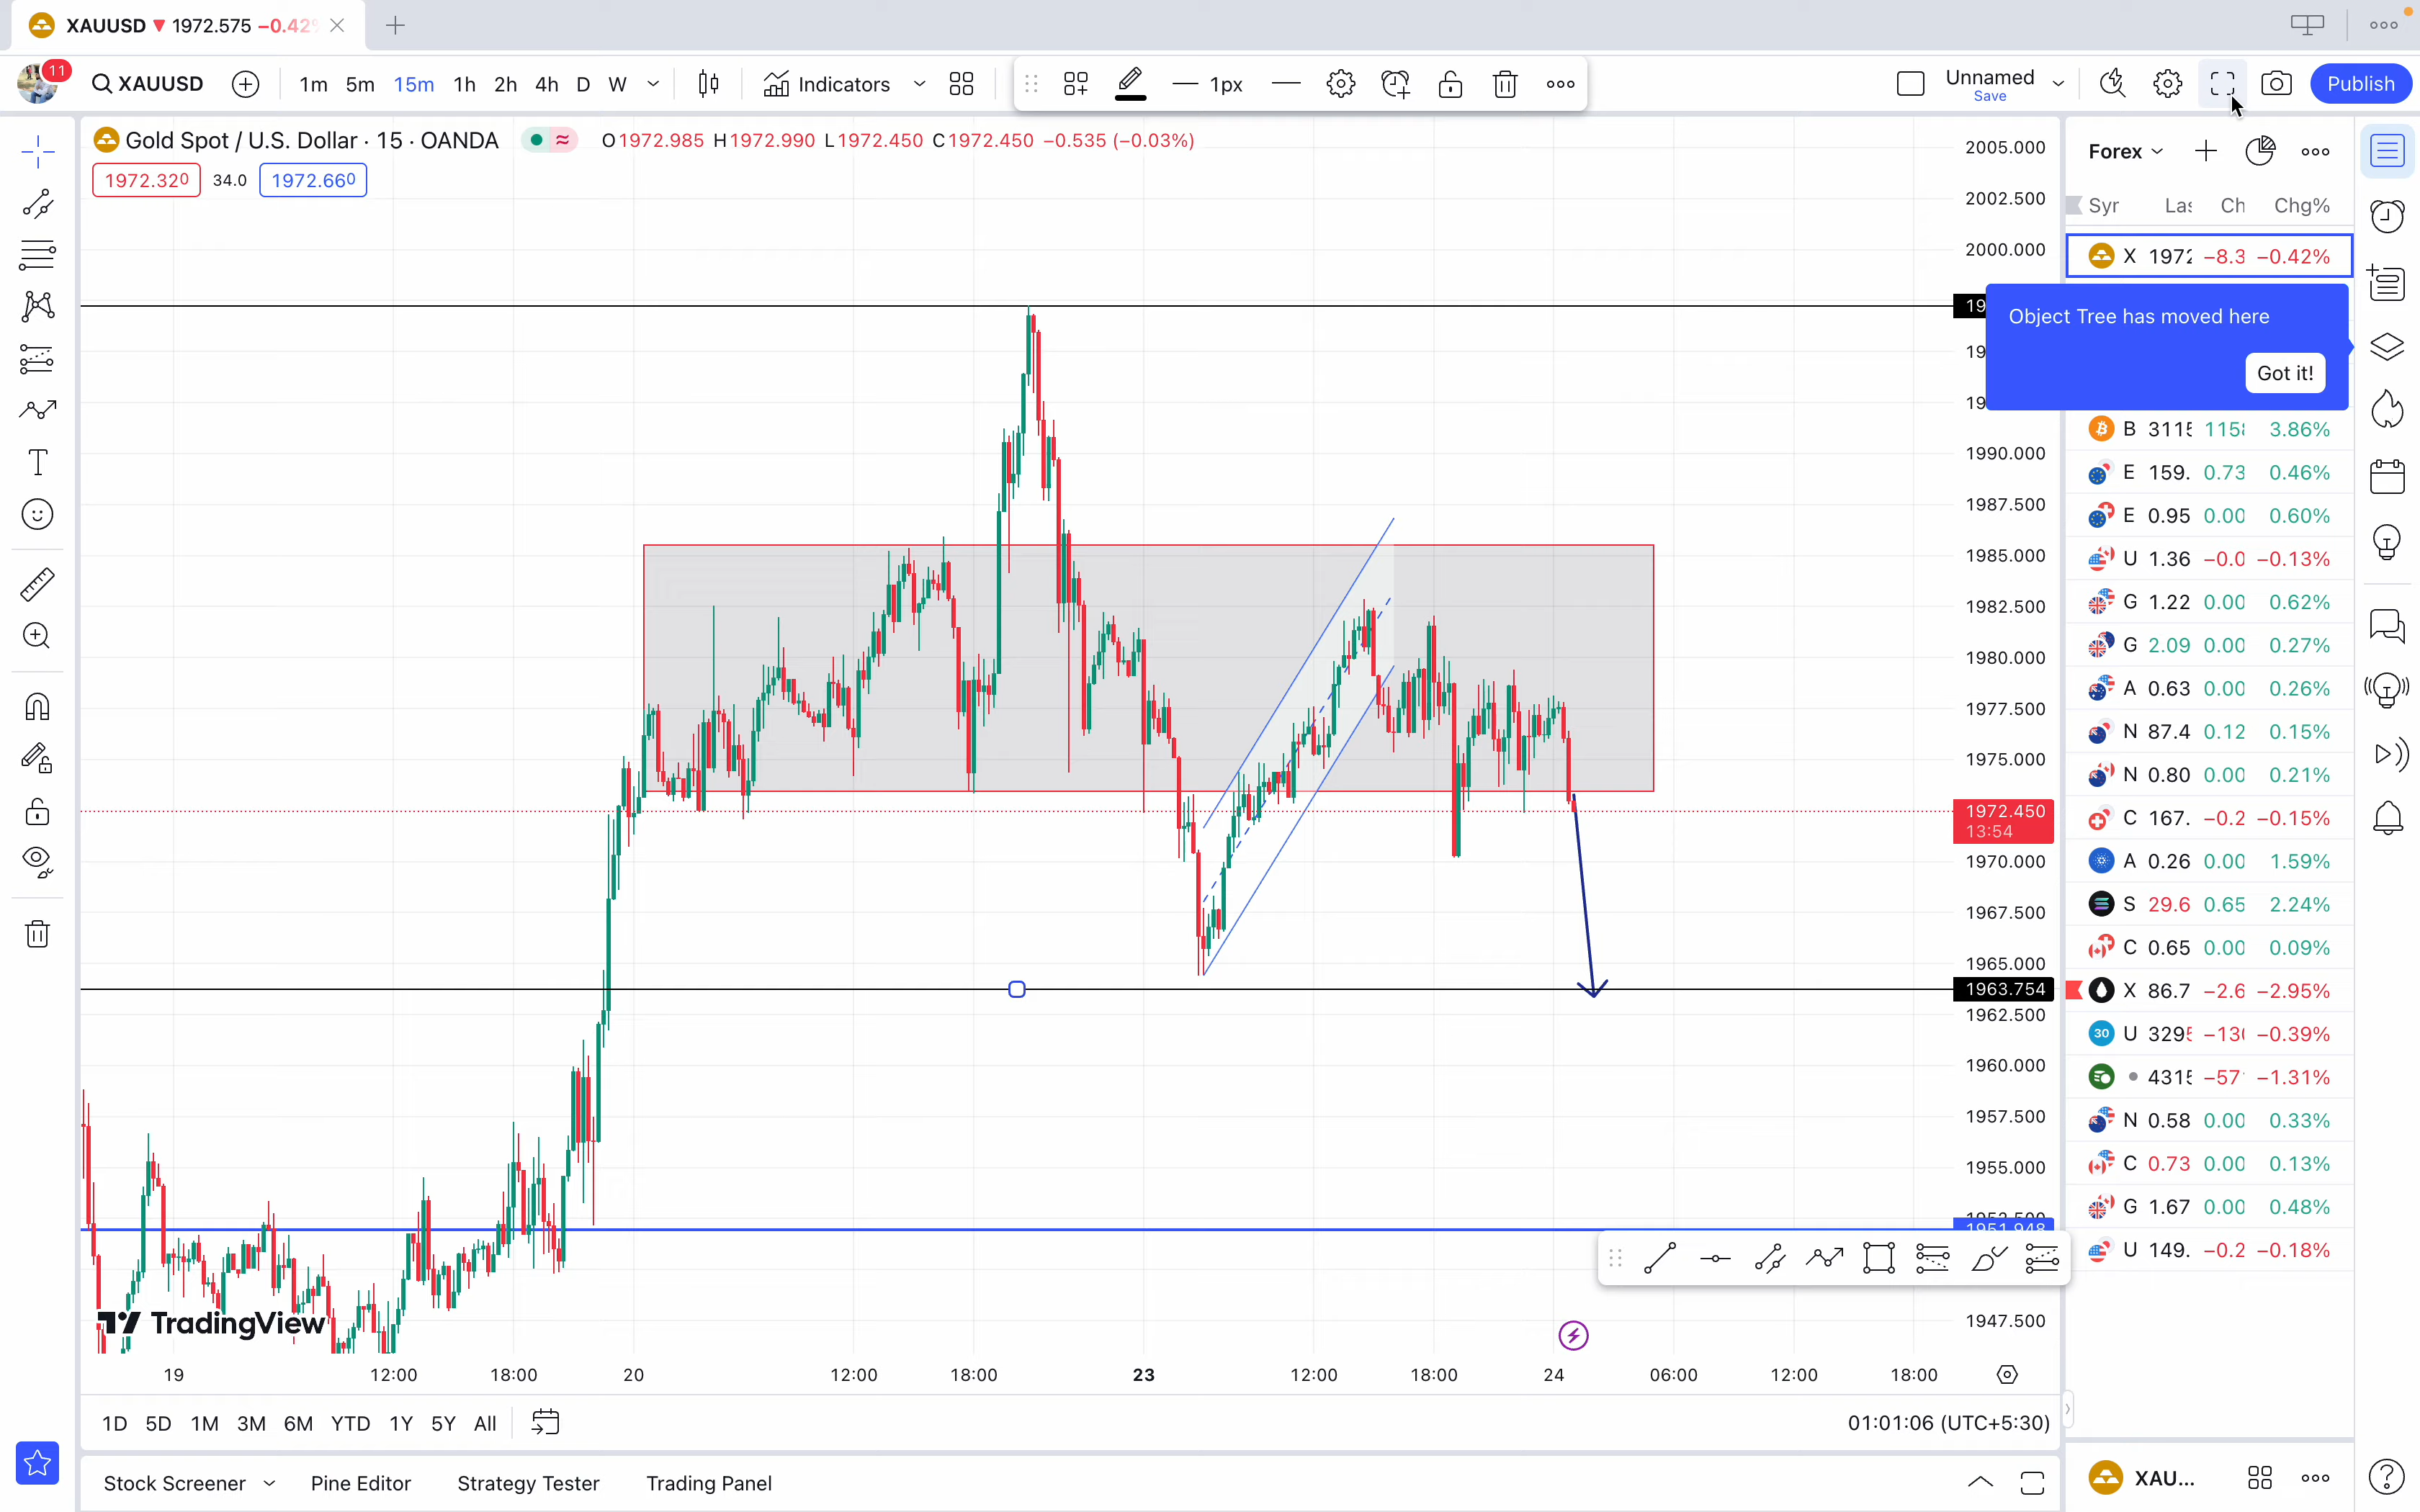 XAUUSD ▼ 1972.575 −0.42
11
XAUUSD 1m 5m 15m 1h 2h 4h D W Indicators 1px Unnamed Save Publish
Gold Spot / U.S. Dollar · 15 · OANDA O1972.985 H1972.990 L1972.450 C1972.450 −0.535 (−0.03%)
1972.320 34.0 1972.660
2005.000
2002.500
2000.000
19
19
19
1990.000
1987.500
1985.000
1982.500
1980.000
1977.500
1975.000
1972.450
13:54
1970.000
1967.500
1965.000
1963.754
1962.500
1960.000
1957.500
1955.000
1951.948
1947.500
TradingView
19 12:00 18:00 20 12:00 18:00 23 12:00 18:00 24 06:00 12:00 18:00
1D 5D 1M 3M 6M YTD 1Y 5Y All 01:01:06 (UTC+5:30)
Stock Screener Pine Editor Strategy Tester Trading Panel
Forex
Chg%
X 1972 −8.3 −0.42%
Object Tree has moved here
Got it!
B 3115 3.86%
E 159. 0.73 0.46%
E 0.95 0.00 0.60%
U 1.36 −0.0 −0.13%
G 1.22 0.00 0.62%
G 2.09 0.00 0.27%
A 0.63 0.00 0.26%
N 87.4 0.12 0.15%
N 0.80 0.00 0.21%
C 167. −0.2 −0.15%
A 0.26 0.00 1.59%
S 29.6 0.65 2.24%
C 0.65 0.00 0.09%
X 86.7 −2.6 −2.95%
30 U 329 −0.39%
4315 −57 −1.31%
N 0.58 0.00 0.33%
C 0.73 0.00 0.13%
G 1.67 0.00 0.48%
U 149. −0.2 −0.18%
XAU...